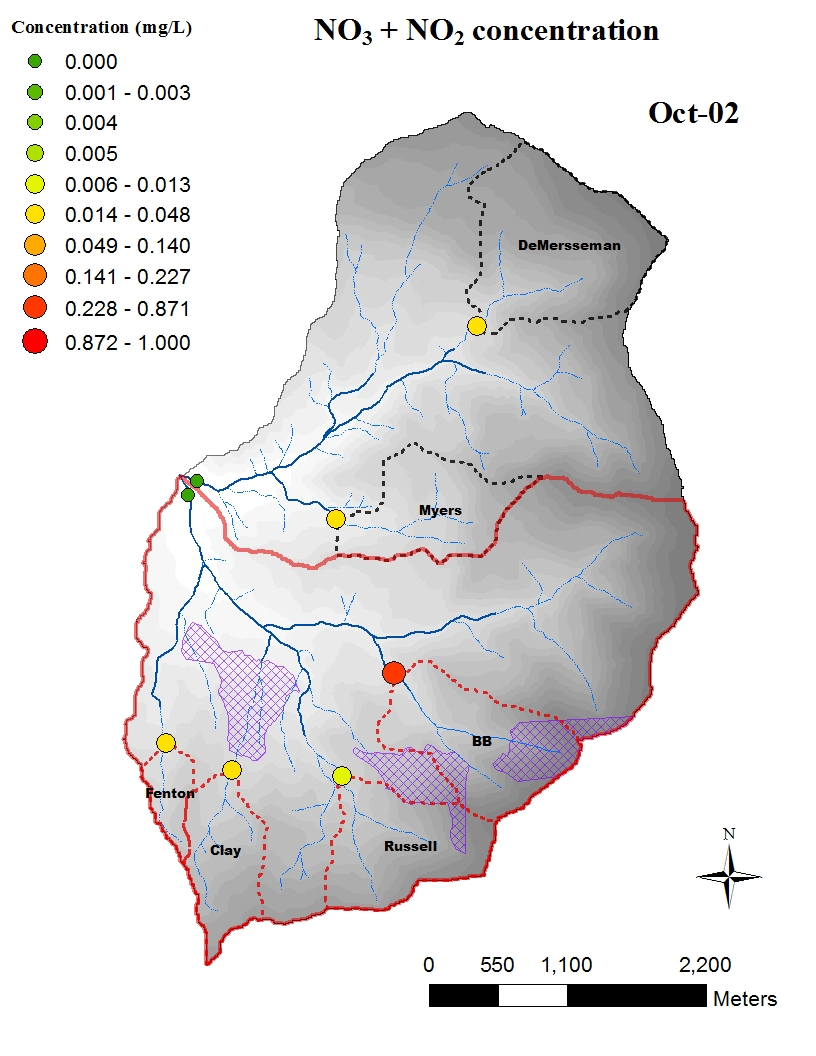 Concentration (mg/L)
NO₃ + NO₂ concentration
0.000
0.001 - 0.003
0.004
0.005
0.006 - 0.013
0.014 - 0.048
0.049 - 0.140
0.141 - 0.227
0.228 - 0.871
0.872 - 1.000
Oct-02
DeMersseman
Myers
BB
Fenton
Clay
Russell
N
0 550 1,100 2,200
Meters